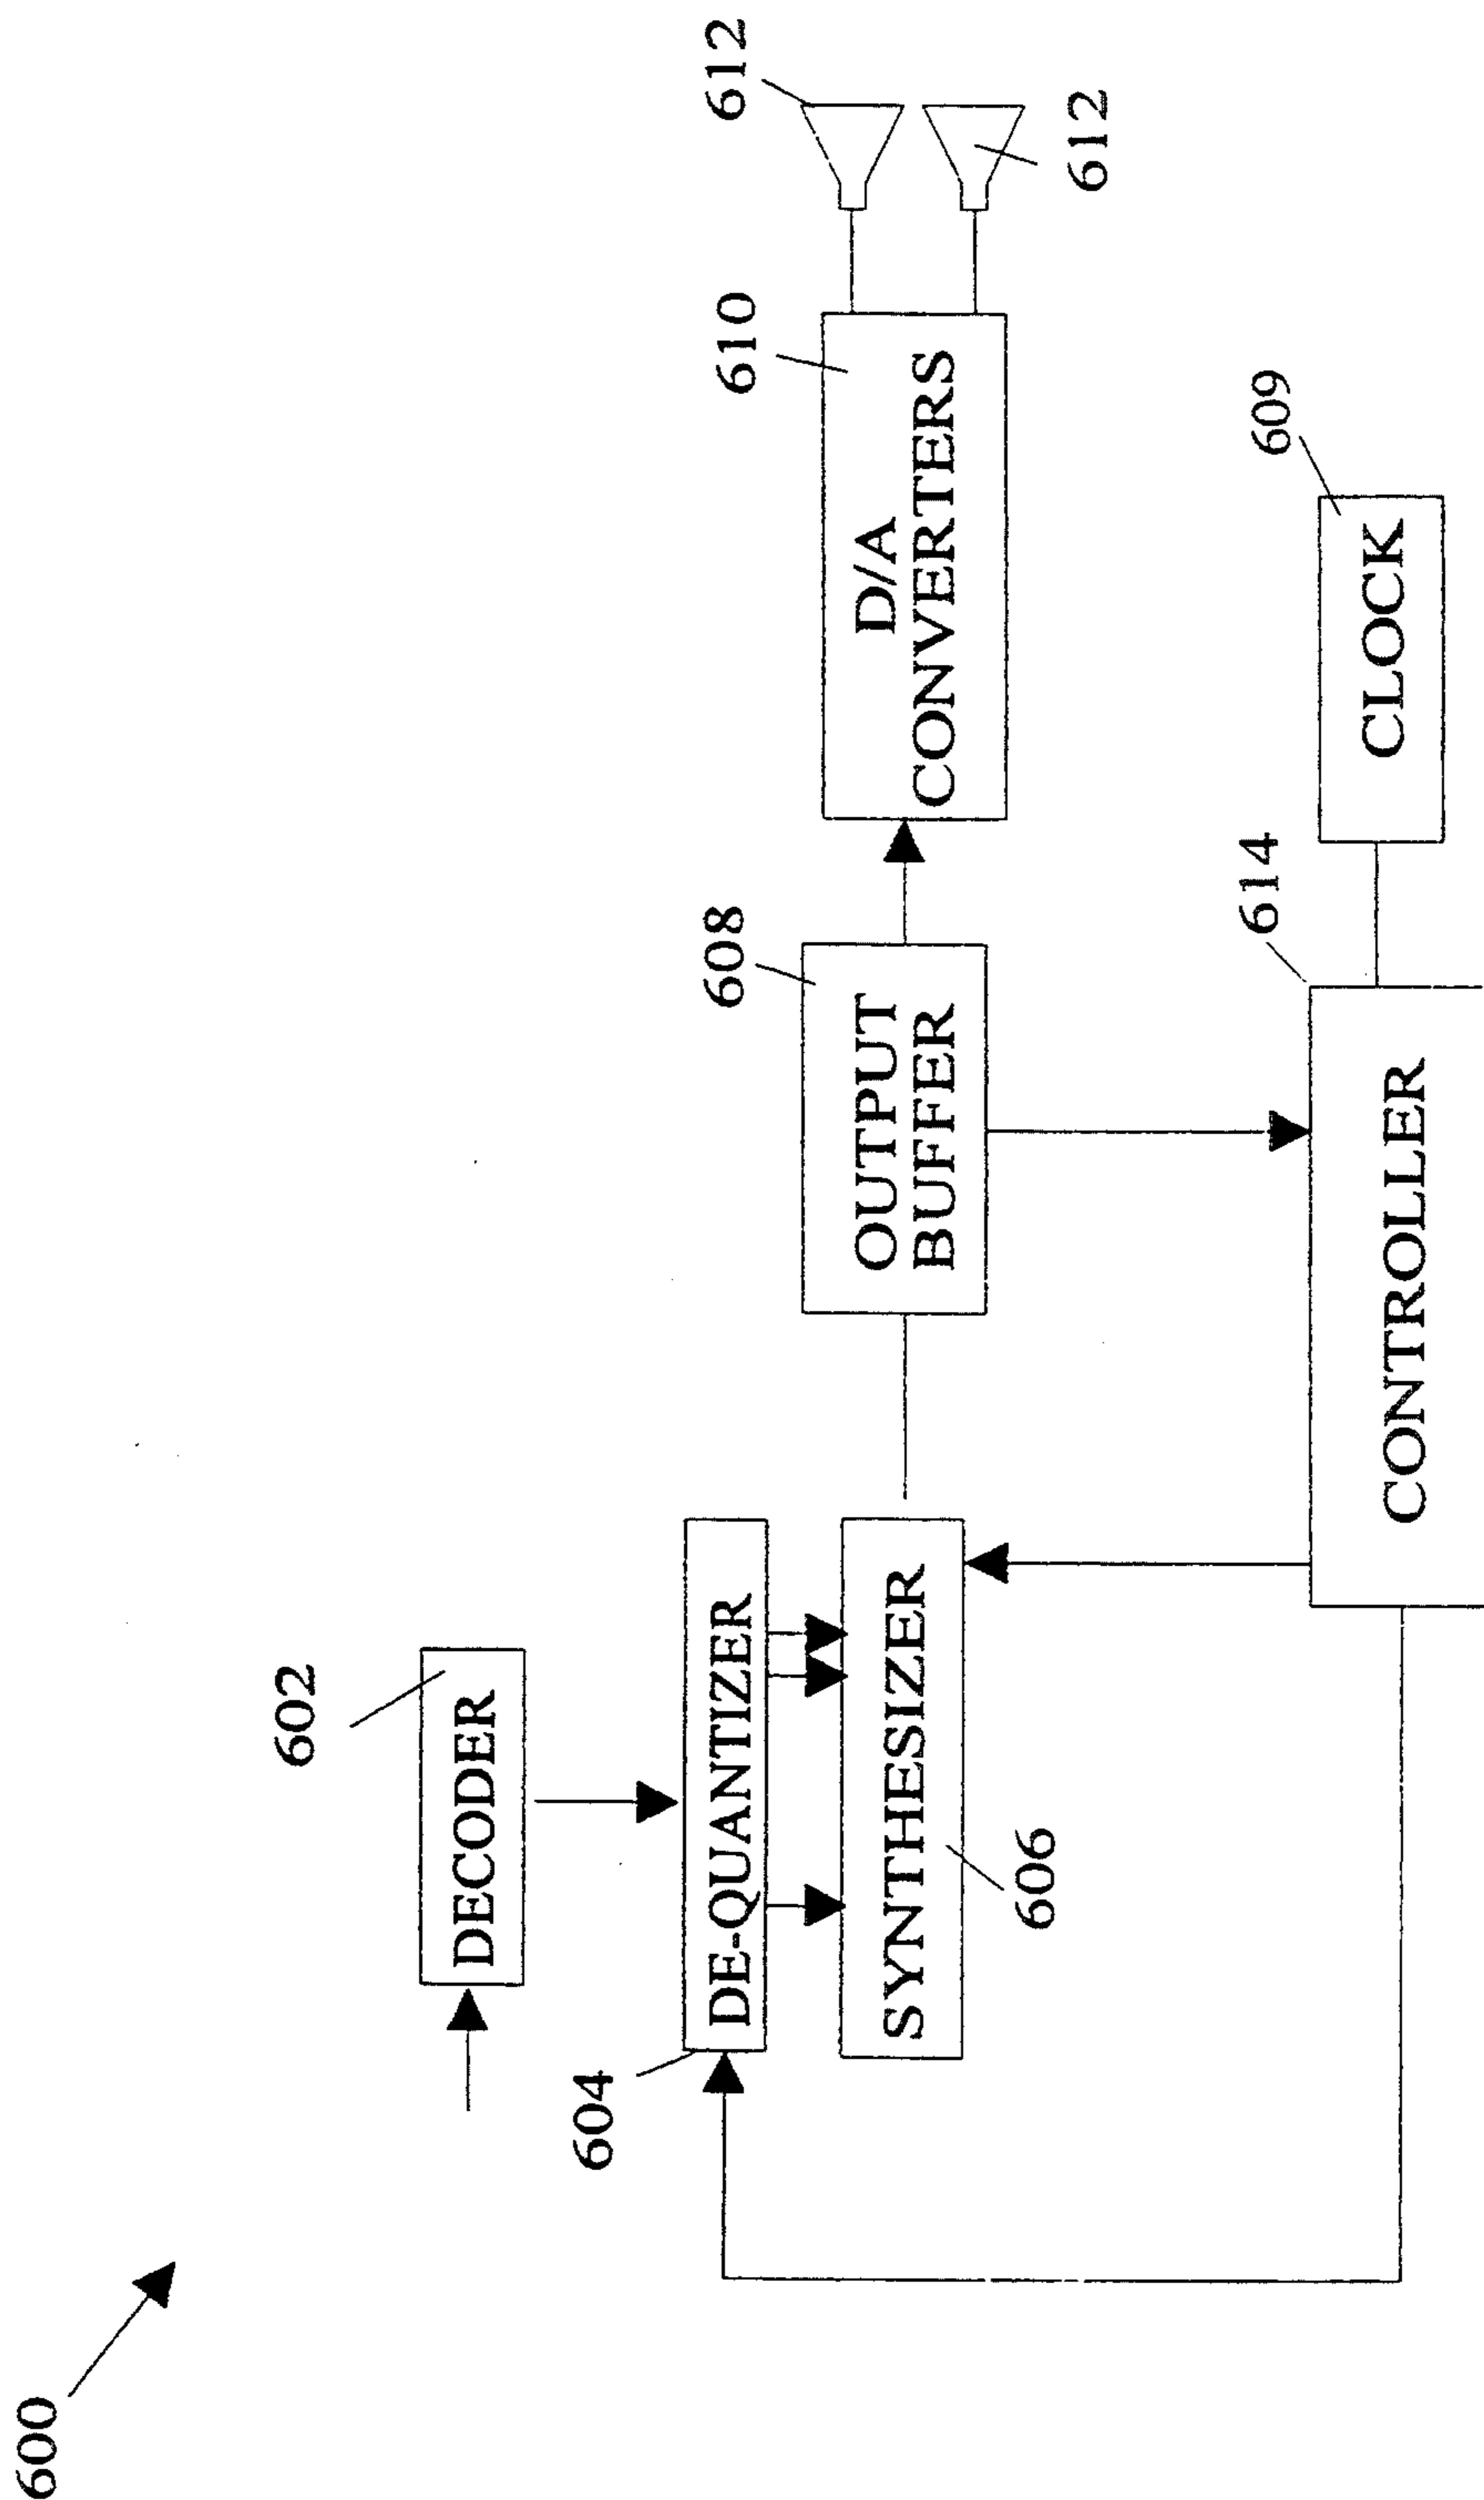 600
602
DECODER
604
DE-QUANTIZER
SYNTHESIZER
606
608
OUTPUT
BUFFER
610
D/A
CONVERTERS
612
612
614
CONTROLLER
609
CLOCK